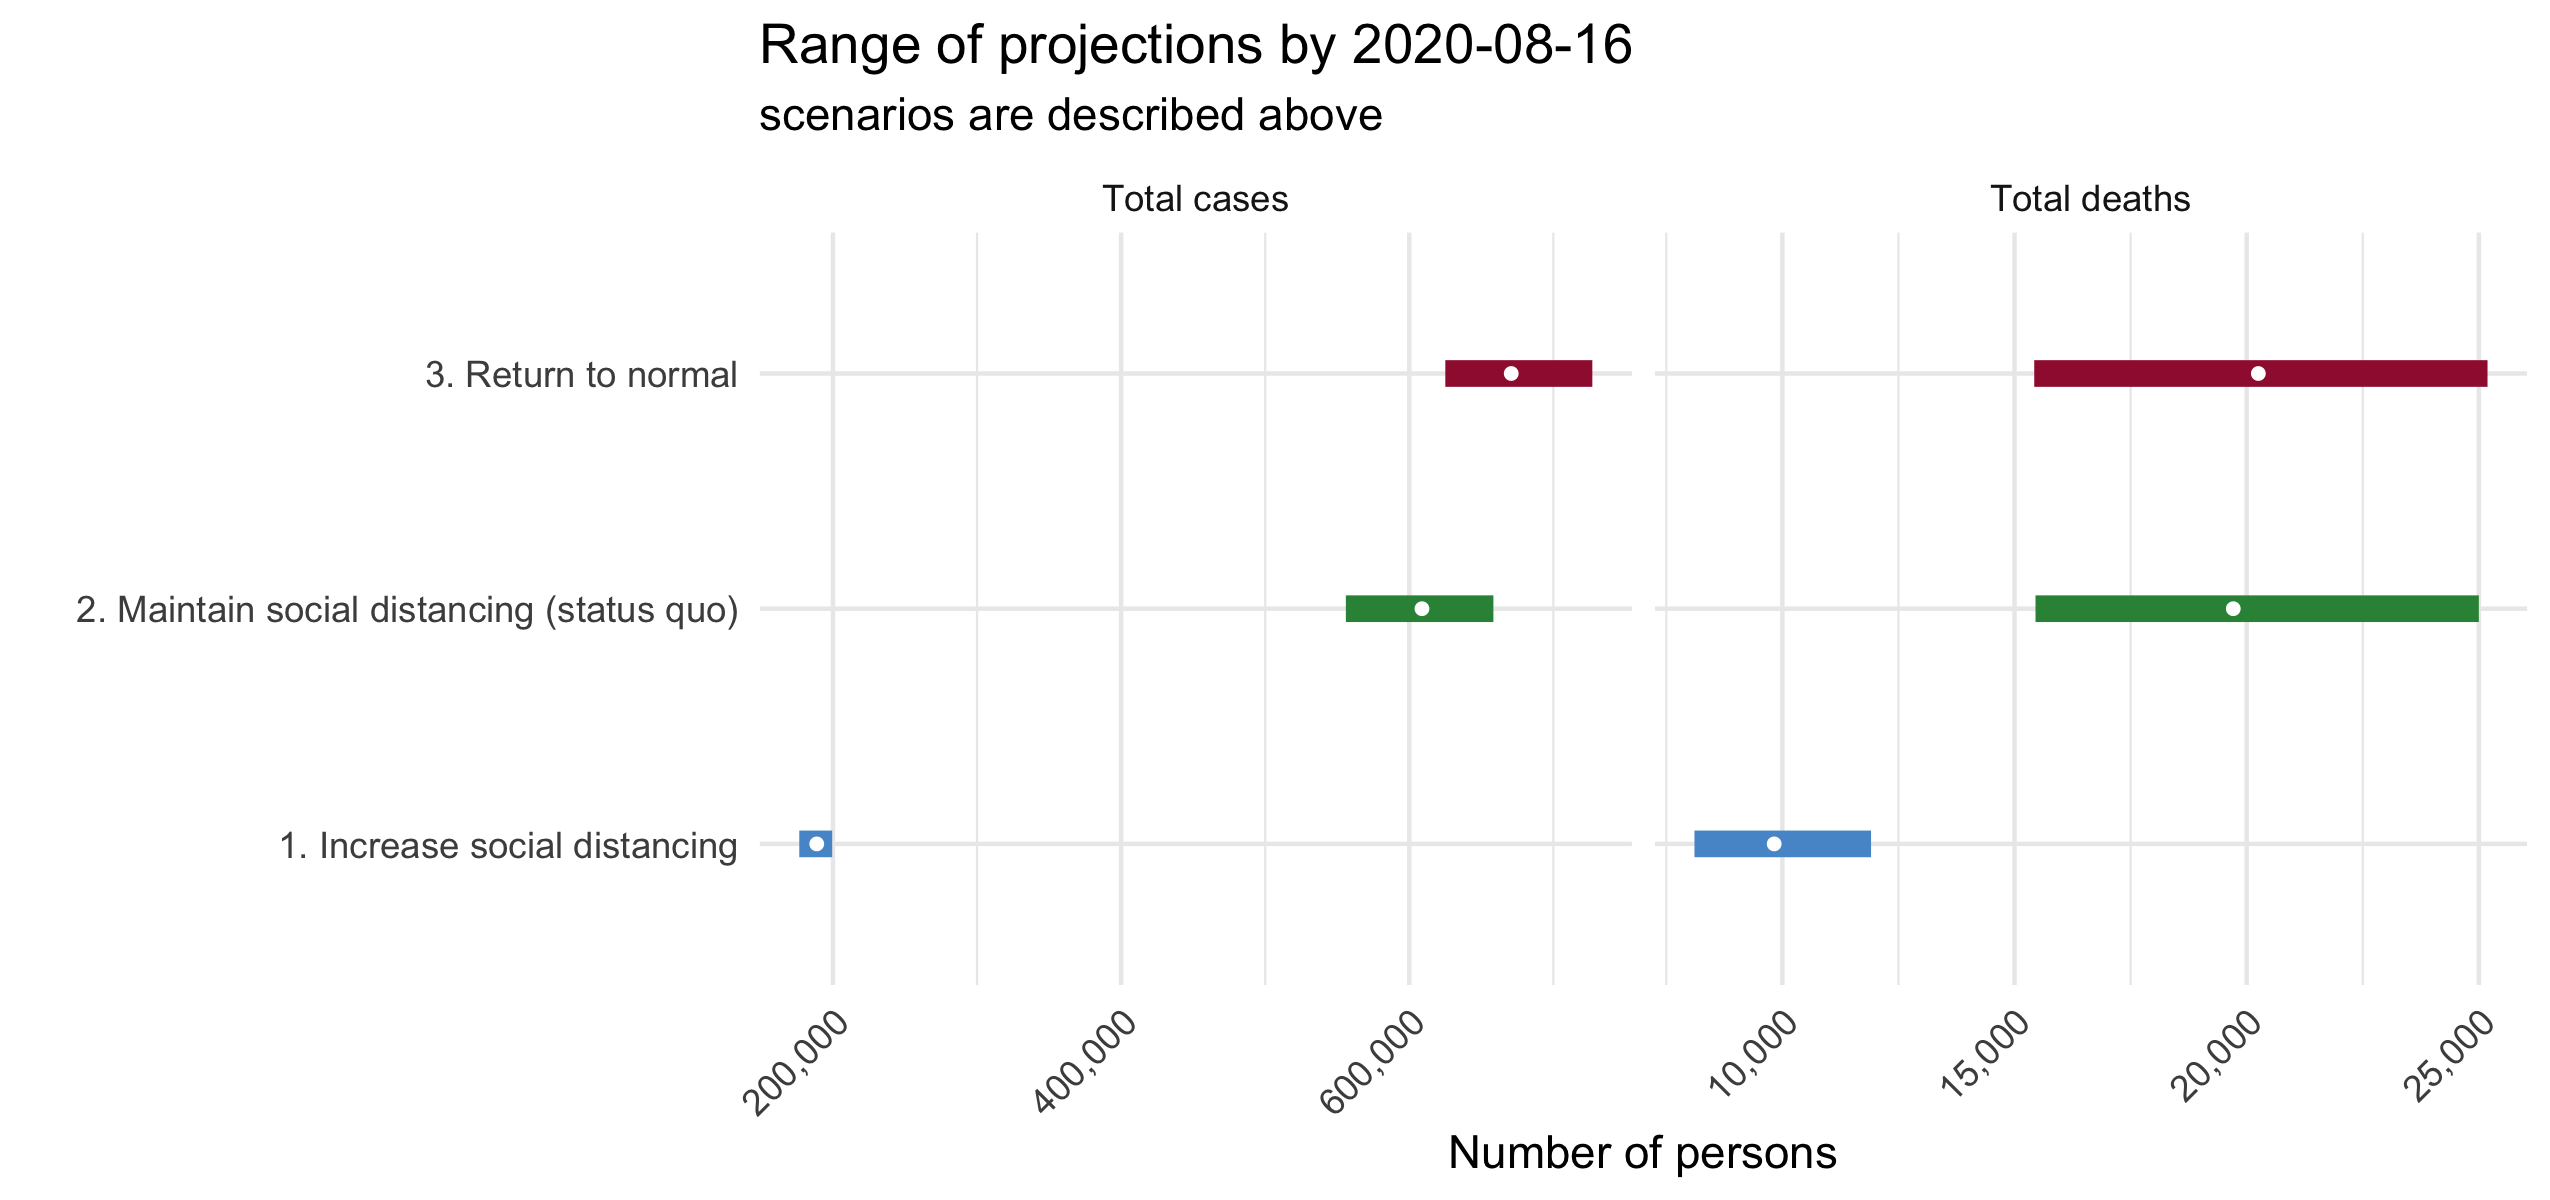 Range of projections by 2020-08-16
scenarios are described above
Total cases
Total deaths
3. Return to normal
2. Maintain social distancing (status quo)
1. Increase social distancing
200,000
400,000
600,000
10,000
15,000
20,000
25,000
Number of persons